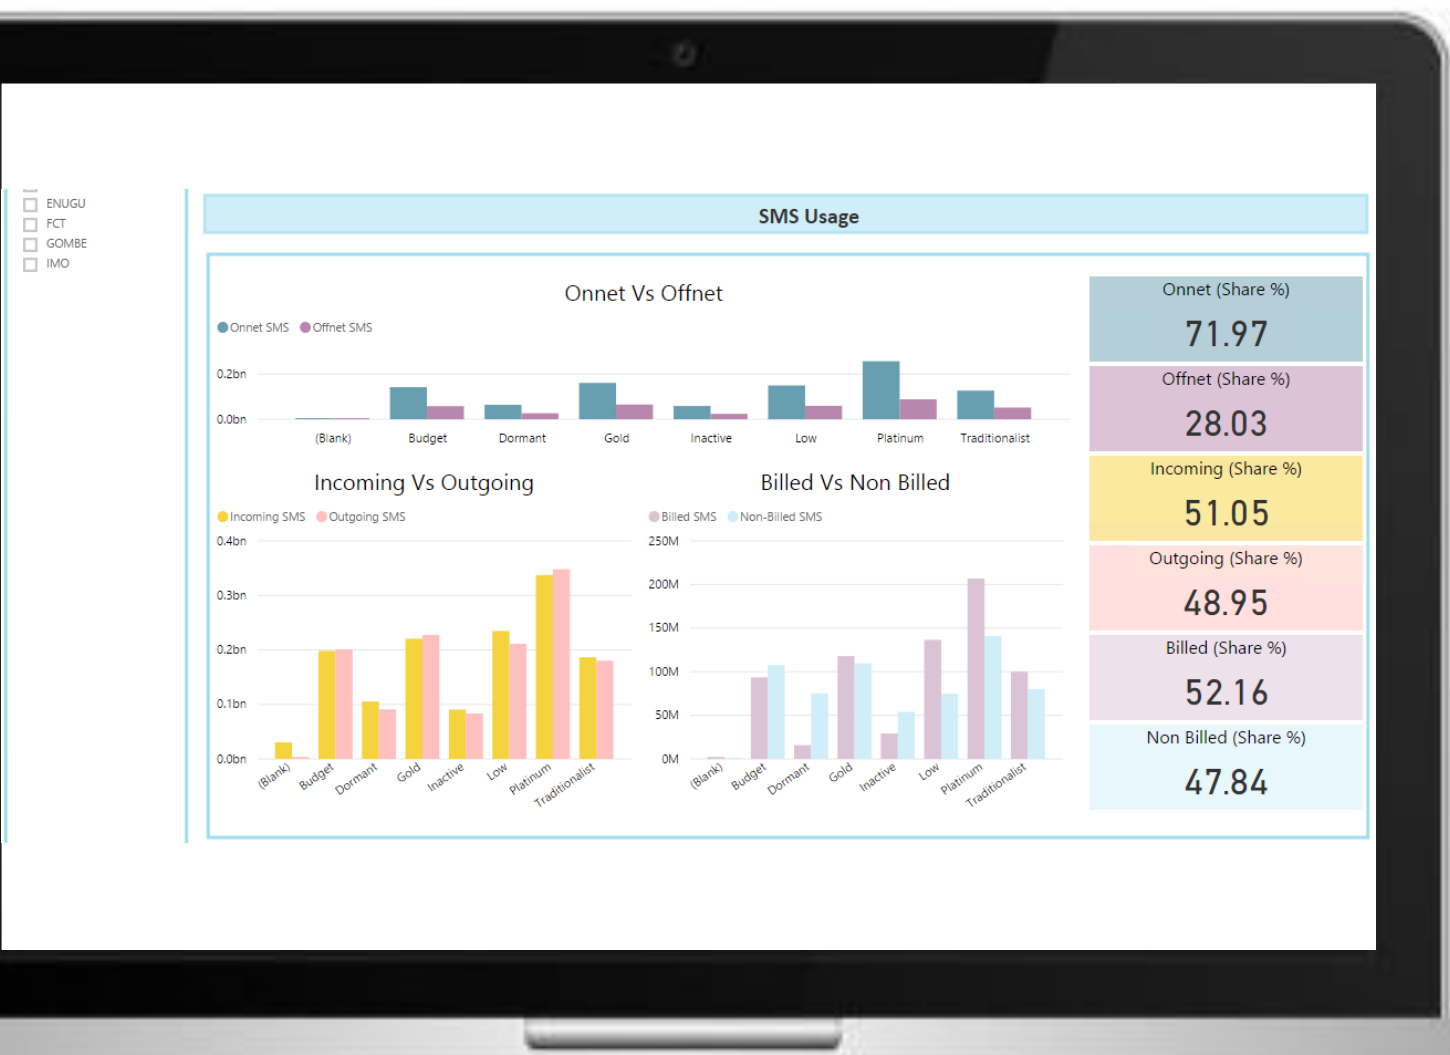 ENUGU
FCT
GOMBE
IMO
SMS Usage
Onnet Vs Offnet
Onnet SMS Offnet SMS
0.2bn
0.0bn
(Blank) Budget Dormant Gold Inactive Low Platinum Traditionalist
Incoming Vs Outgoing
Incoming SMS Outgoing SMS
0.4bn
0.3bn
0.2bn
0.1bn
0.0bn
(Blank) Budget Dormant Gold Inactive Low Platinum Traditionalist
Billed Vs Non Billed
Billed SMS Non-Billed SMS
250M
200M
150M
100M
50M
0M
(Blank) Budget Dormant Gold Inactive Low Platinum Traditionalist
Onnet (Share %)
71.97
Offnet (Share %)
28.03
Incoming (Share %)
51.05
Outgoing (Share %)
48.95
Billed (Share %)
52.16
Non Billed (Share %)
47.84